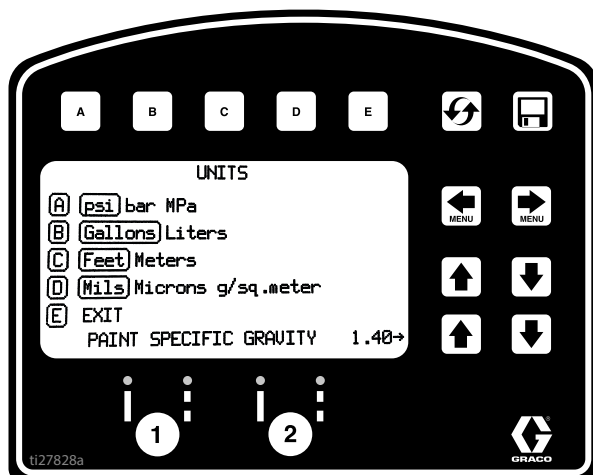 A B C D E
UNITS
A psi bar MPa
B Gallons Liters
C Feet Meters
D Mils Microns g/sq.meter
E EXIT
PAINT SPECIFIC GRAVITY 1.40→
MENU MENU
1 2
ti27828a
GRACO